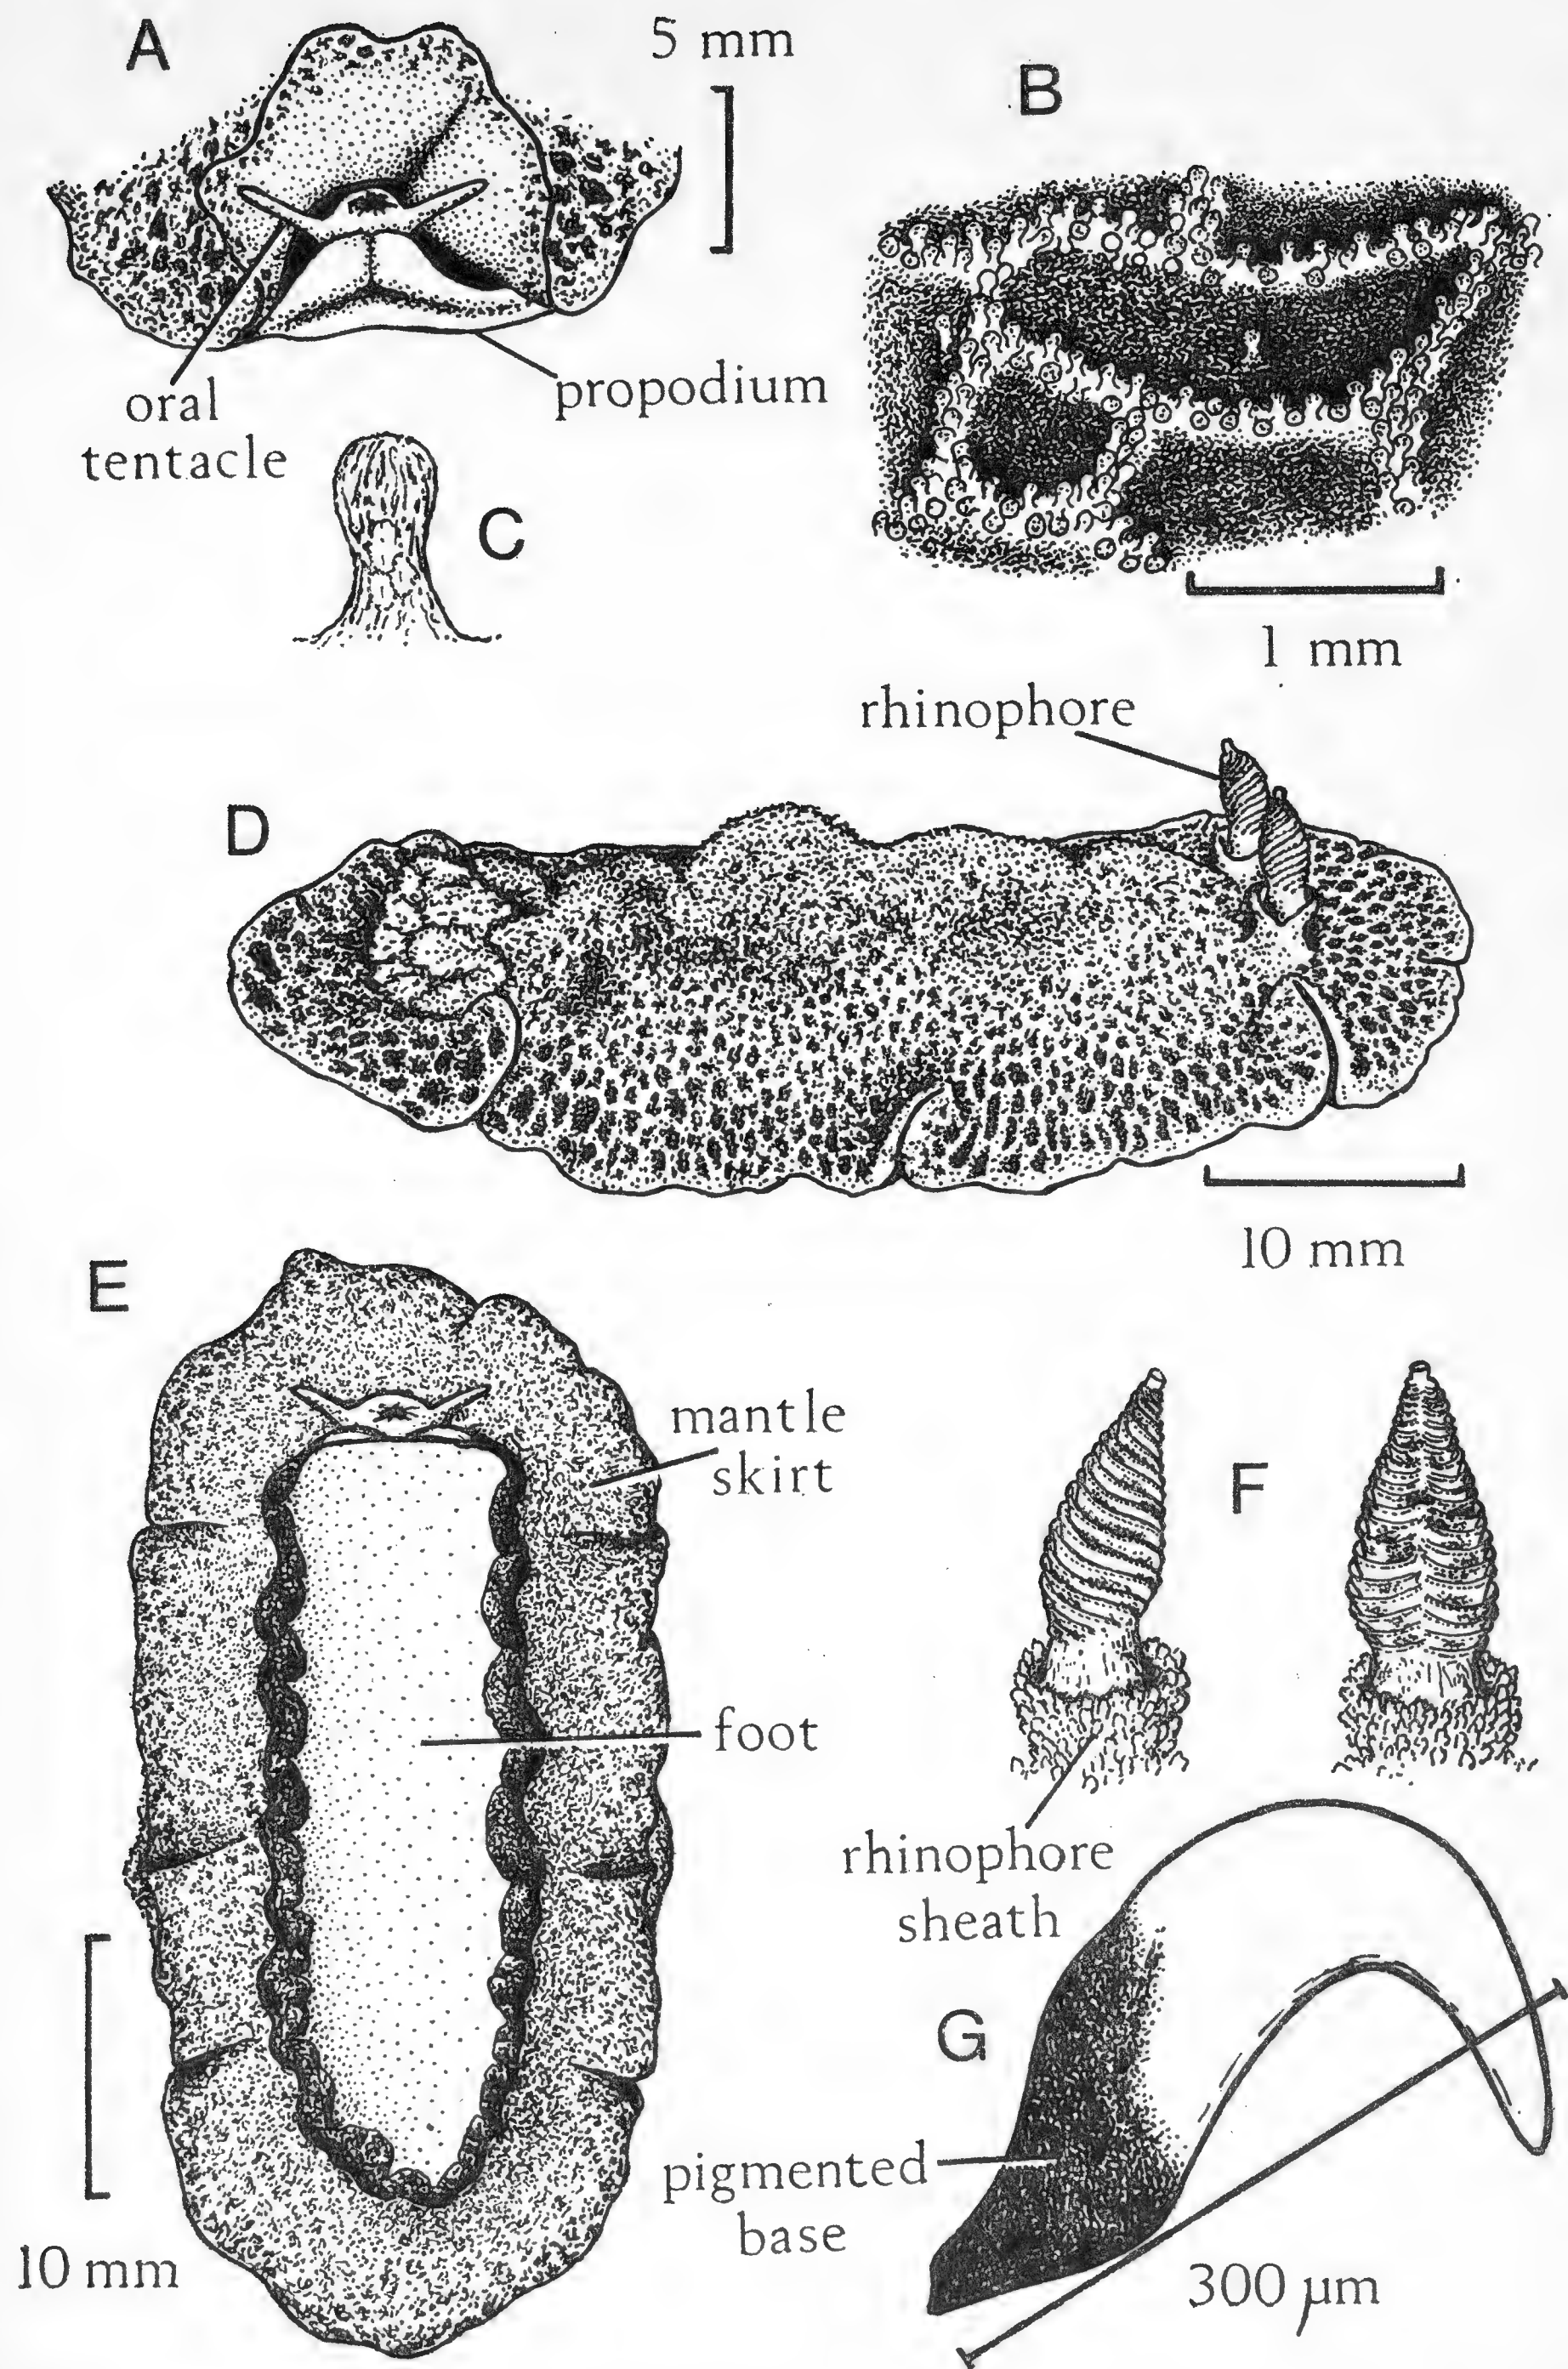 A
5 mm
B
oral
tentacle
propodium
C
1 mm
rhinophore
D
10 mm
E
mantle
skirt
F
foot
rhinophore
sheath
G
pigmented
base
10 mm
300 µm